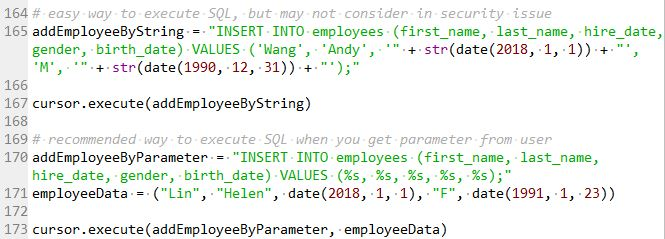 164 # easy way to execute SQL, but may not consider in security issue
165 addEmployeeByString = "INSERT INTO employees (first_name, last_name, hire_date,
gender, birth_date) VALUES ('Wang', 'Andy', '" + str(date(2018, 1, 1)) + "',
'M', '" + str(date(1990, 12, 31)) + "');"
166
167 cursor.execute(addEmployeeByString)
168
169 # recommended way to execute SQL when you get parameter from user
170 addEmployeeByParameter = "INSERT INTO employees (first_name, last_name,
hire_date, gender, birth_date) VALUES (%s, %s, %s, %s, %s);"
171 employeeData = ("Lin", "Helen", date(2018, 1, 1), "F", date(1991, 1, 23))
172
173 cursor.execute(addEmployeeByParameter, employeeData)